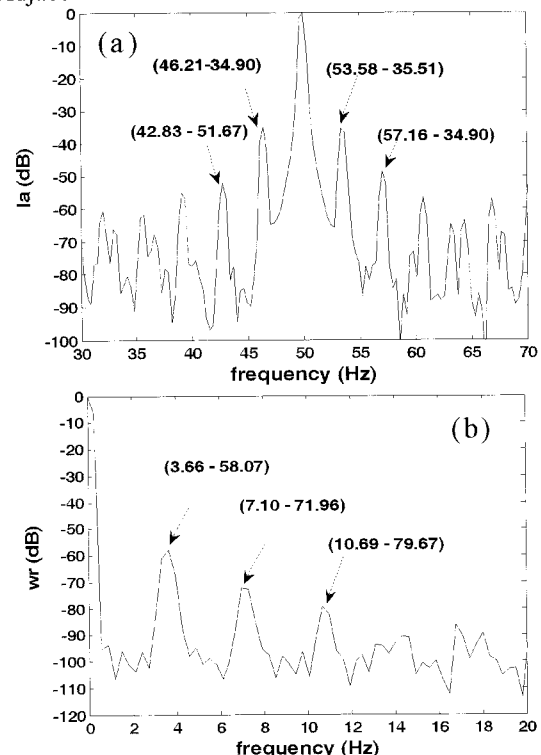 (a)
0
-10
-20
-30
-40
-50
-60
-70
-80
-90
-100
Ia (dB)
(46.21-34.90)
(53.58 - 35.51)
(42.83 - 51.67)
(57.16 - 34.90)
30 35 40 45 50 55 60 65 70
frequency (Hz)
(b)
0
-10
-20
-30
-40
-50
-60
-70
-80
-90
-100
-110
-120
wr (dB)
(3.66 - 58.07)
(7.10 - 71.96)
(10.69 - 79.67)
0 2 4 6 8 10 12 14 16 18 20
frequency (Hz)